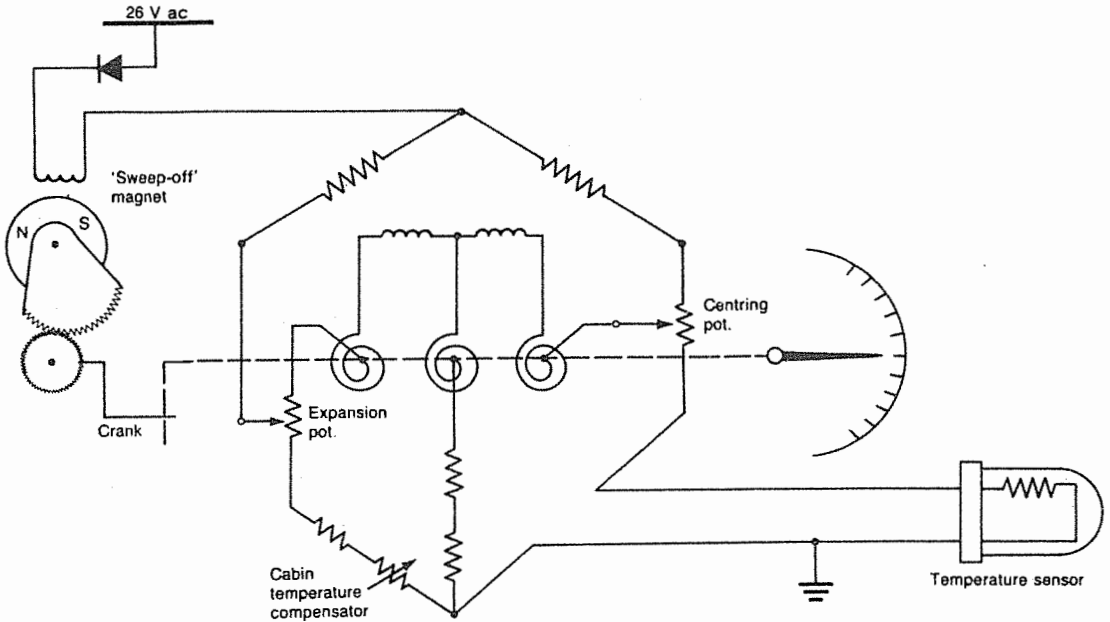 26 V ac
'Sweep-off'
magnet
N
S
Centring
pot.
Expansion
pot.
Crank
Cabin
temperature
compensator
Temperature sensor